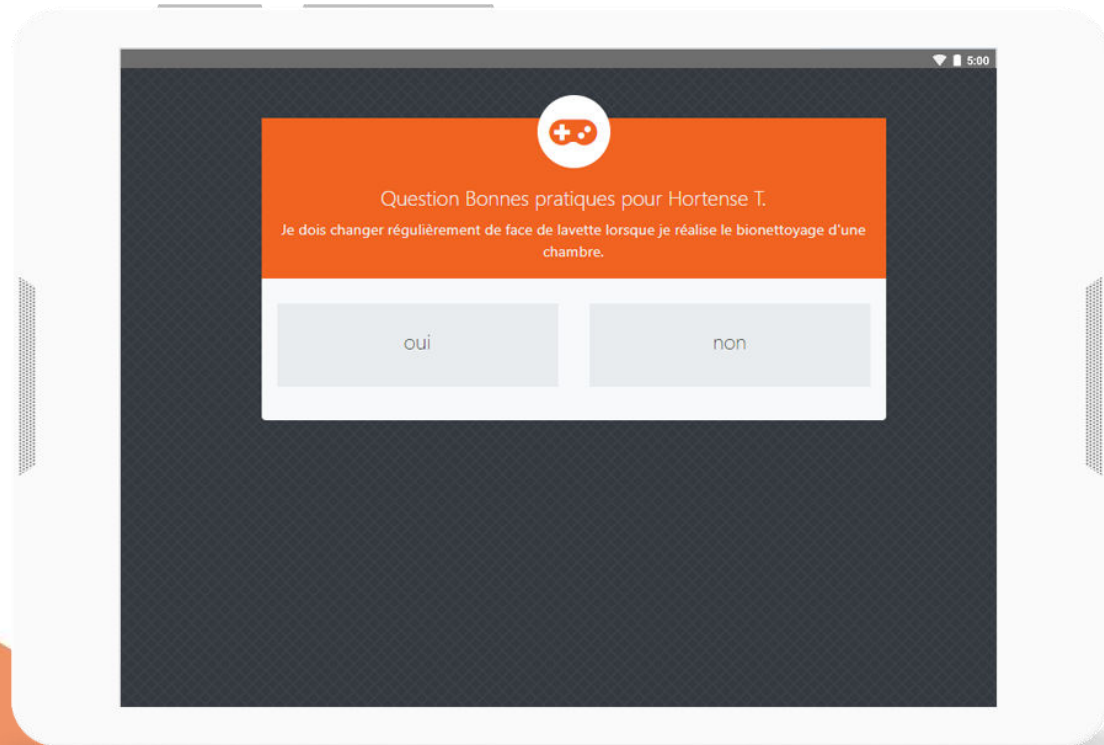 5:00
Question Bonnes pratiques pour Hortense T.
Je dois changer régulièrement de face de lavette lorsque je réalise le bionettoyage d'une
chambre.
oui
non